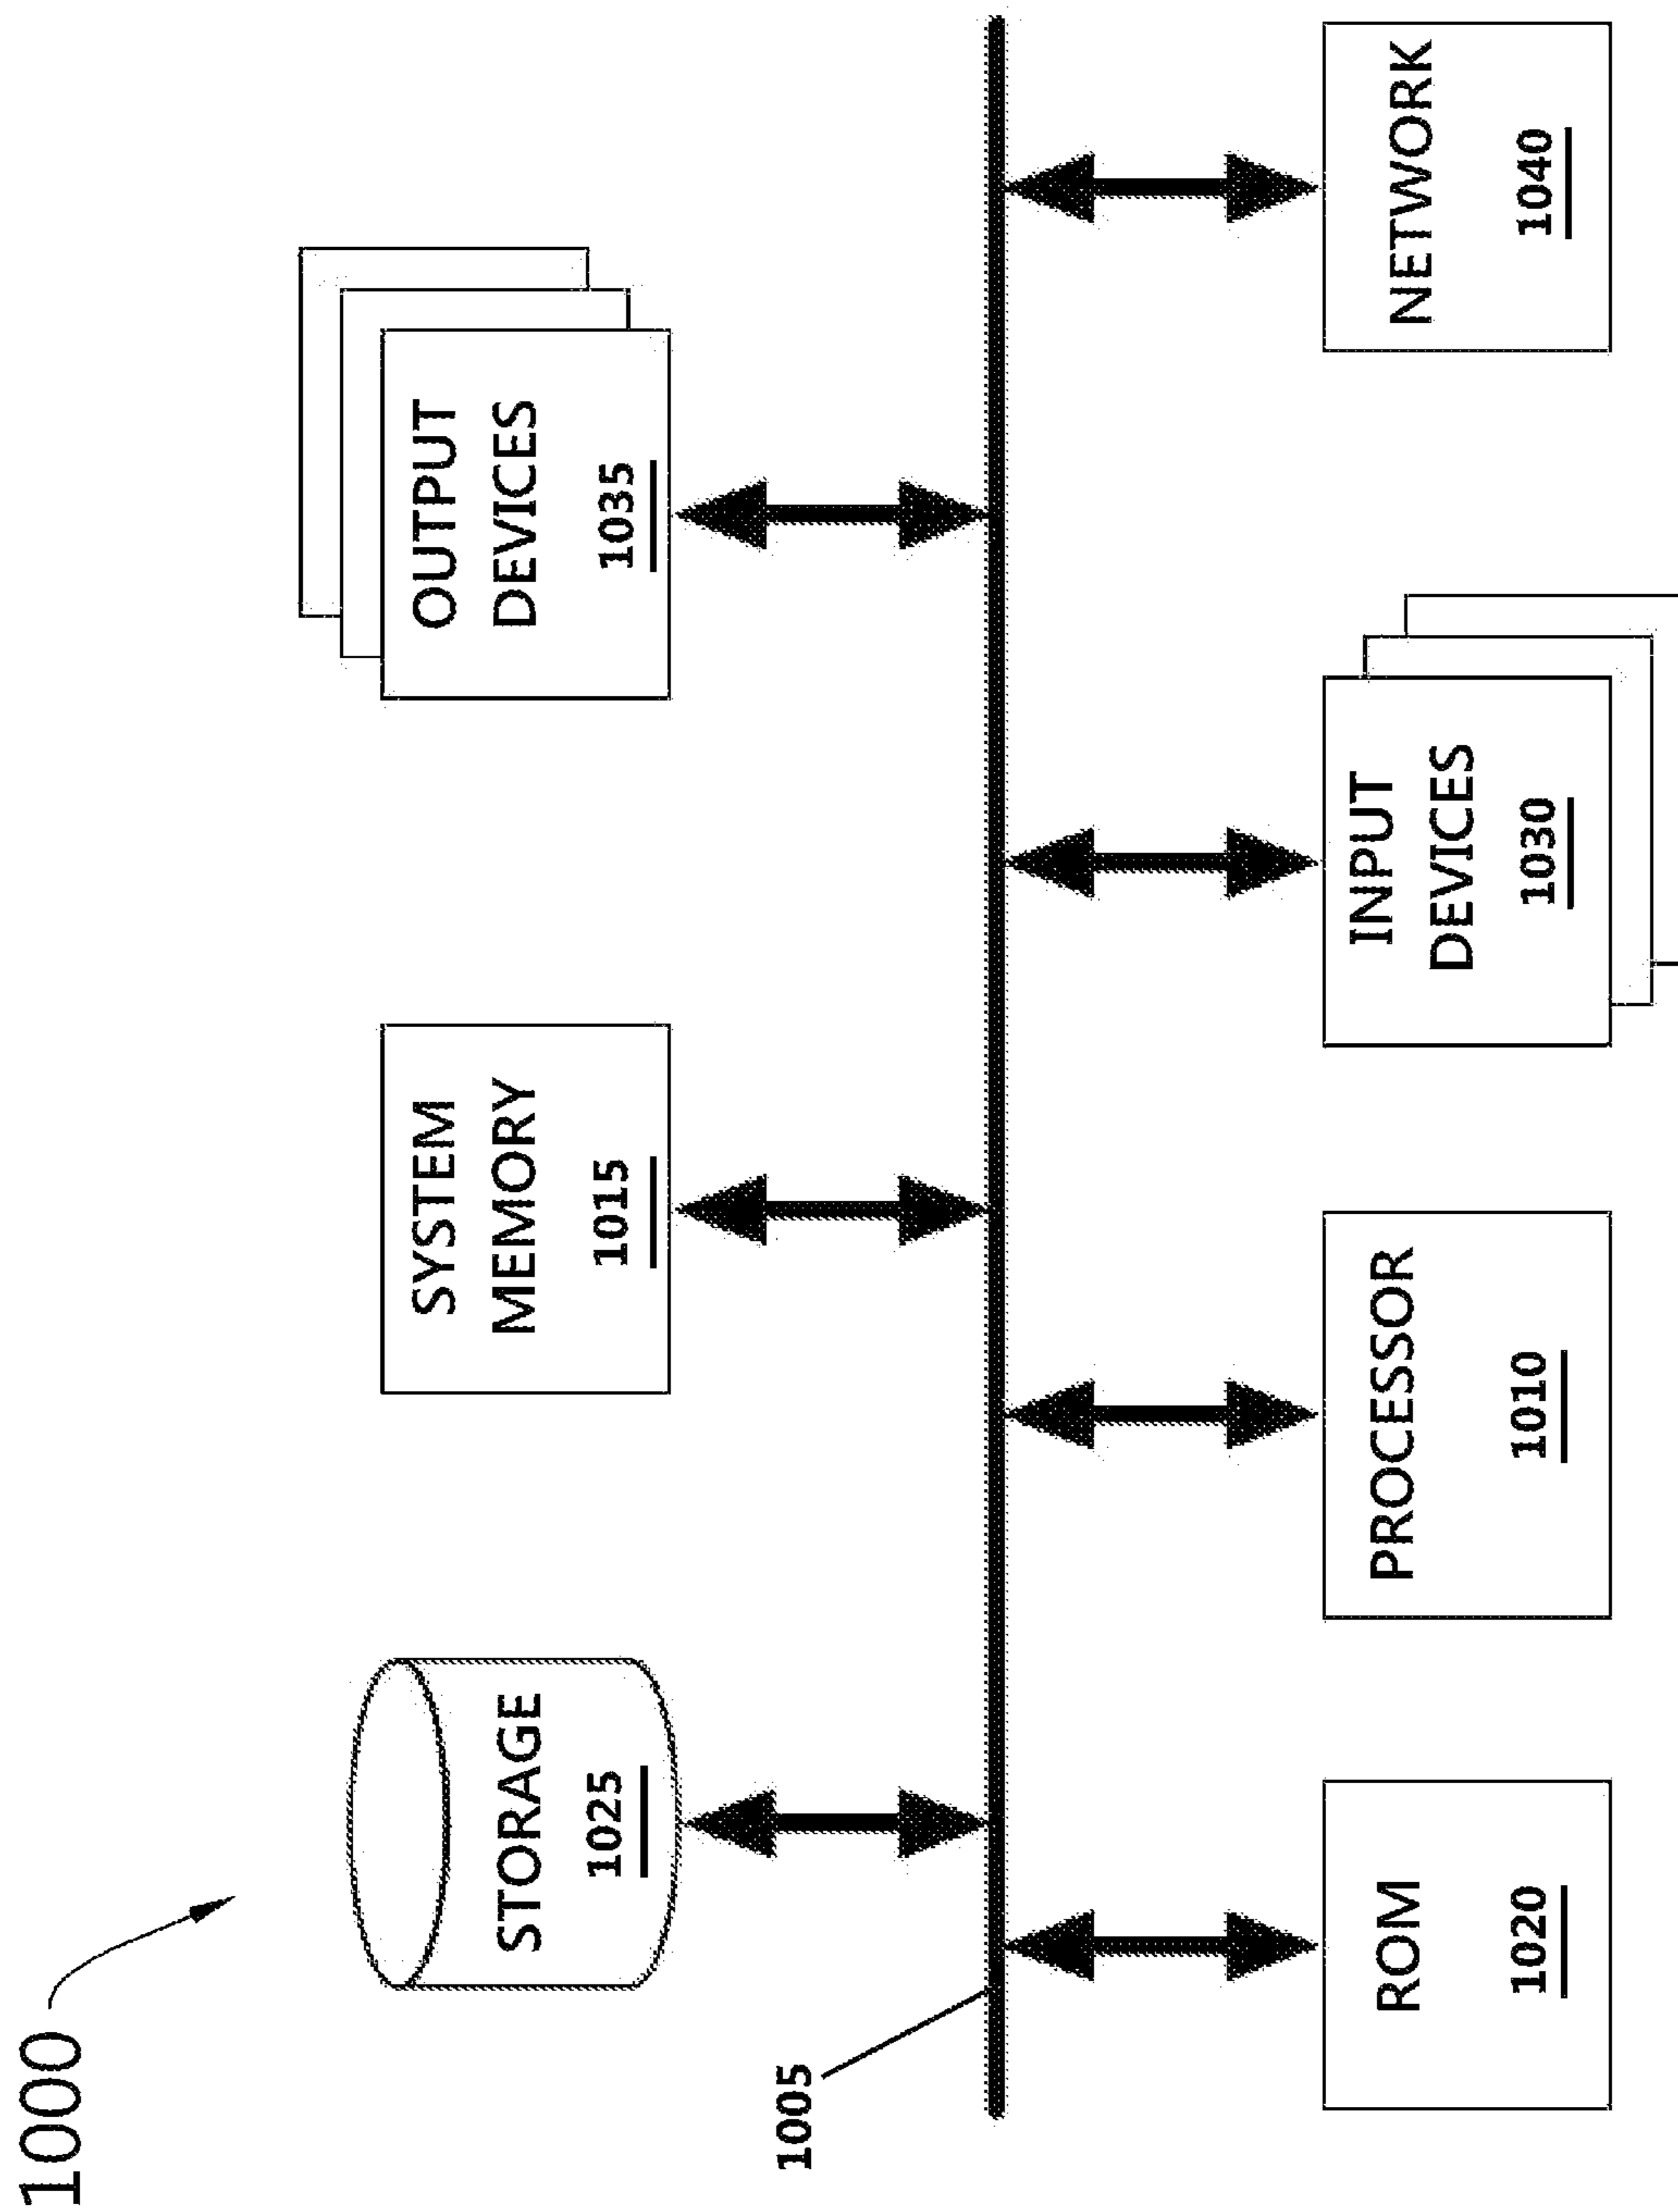 1000
STORAGE
1025
SYSTEM
MEMORY
1015
OUTPUT
DEVICES
1035
1005
ROM
1020
PROCESSOR
1010
INPUT
DEVICES
1030
NETWORK
1040